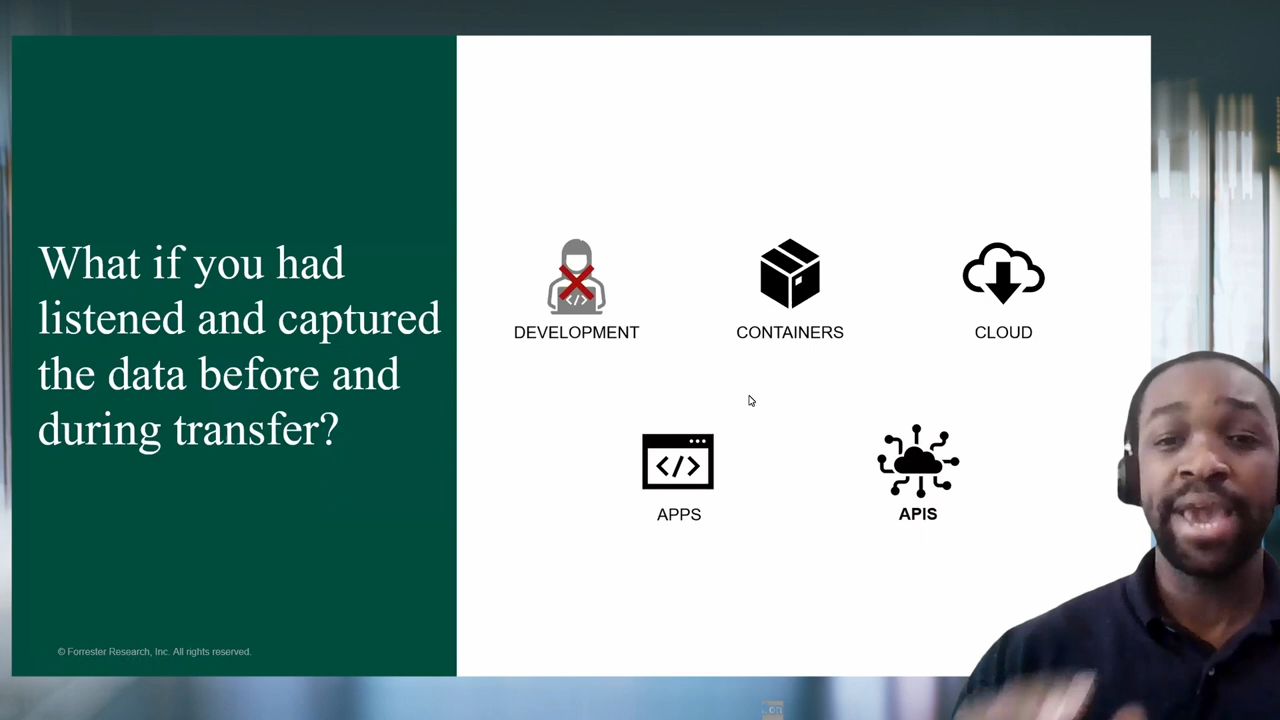 What if you had
listened and captured
the data before and
during transfer?
DEVELOPMENT
CONTAINERS
CLOUD
</>
APPS
APIS
© Forrester Research, Inc. All rights reserved.